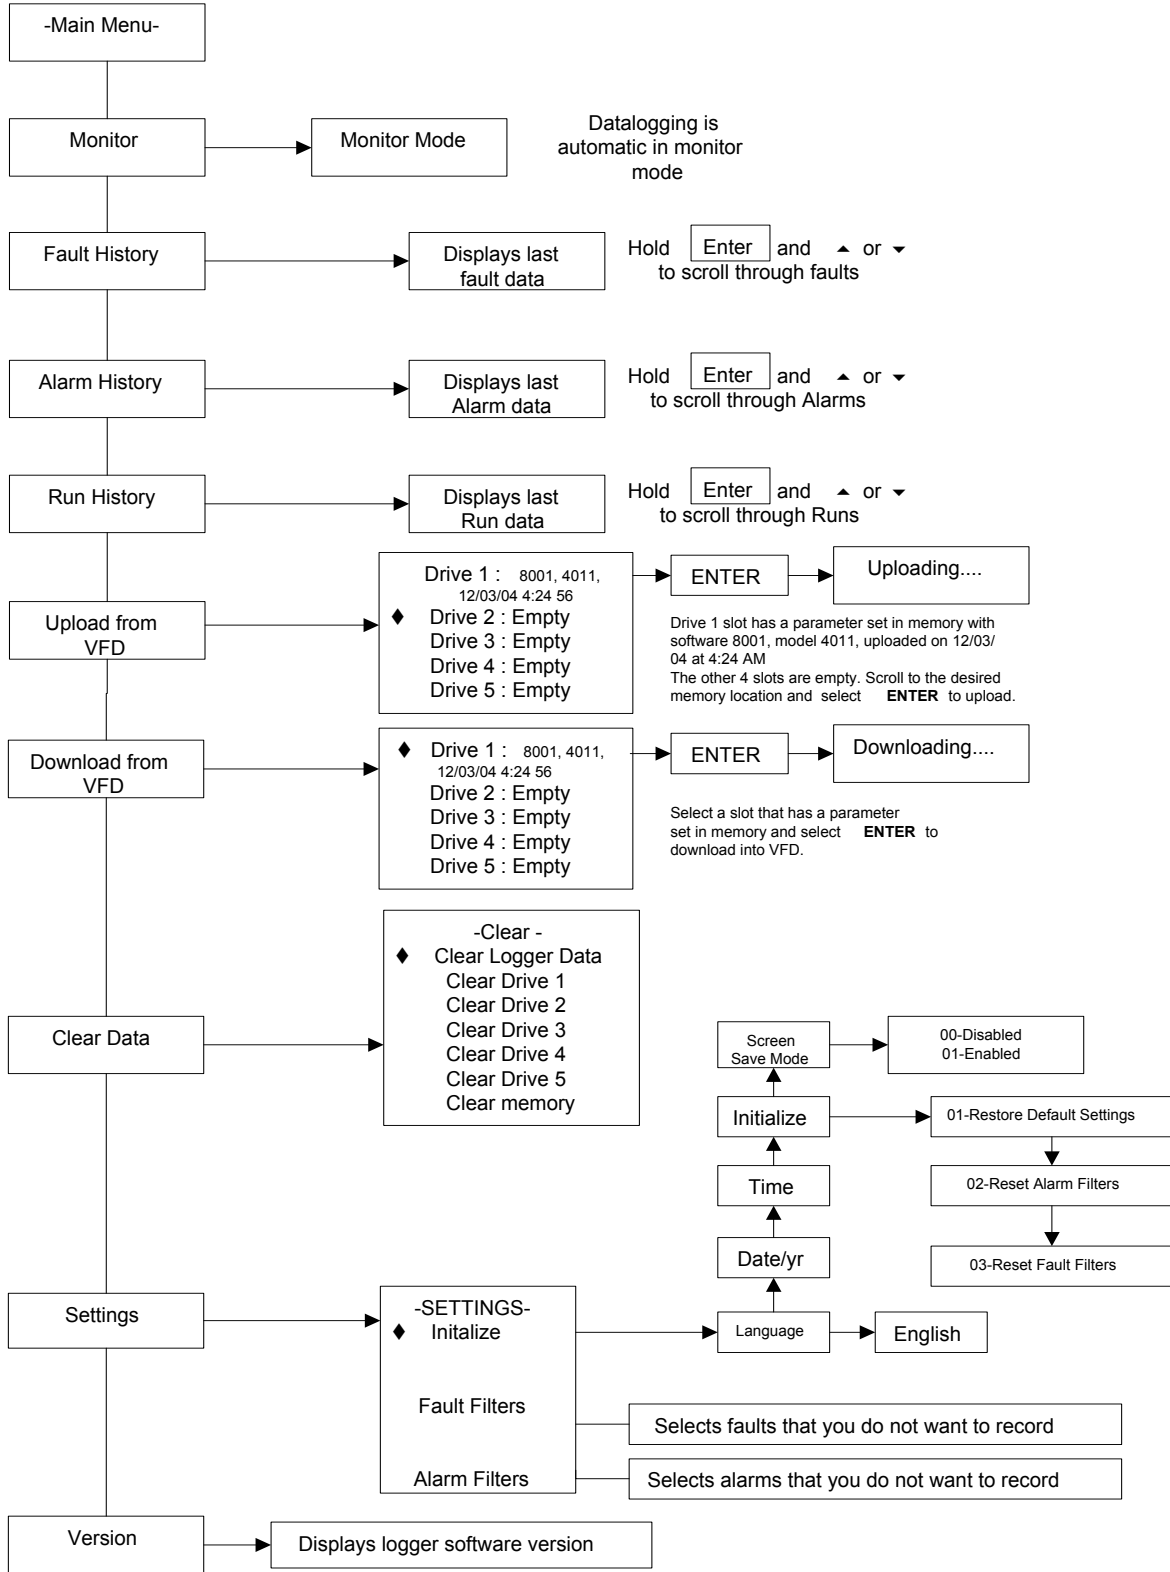 -Main Menu-
Monitor
Monitor Mode
Datalogging is
automatic in monitor
mode
Fault History
Displays last
fault data
Hold Enter and ▲ or ▼
to scroll through faults
Alarm History
Displays last
Alarm data
Hold Enter and ▲ or ▼
to scroll through Alarms
Run History
Displays last
Run data
Hold Enter and ▲ or ▼
to scroll through Runs
Upload from
VFD
Drive 1 : 8001, 4011,
12/03/04 4:24 56
♦ Drive 2 : Empty
Drive 3 : Empty
Drive 4 : Empty
Drive 5 : Empty
ENTER
Uploading....
Drive 1 slot has a parameter set in memory with
software 8001, model 4011, uploaded on 12/03/
04 at 4:24 AM
The other 4 slots are empty. Scroll to the desired
memory location and select ENTER to upload.
Download from
VFD
♦ Drive 1 : 8001, 4011,
12/03/04 4:24 56
Drive 2 : Empty
Drive 3 : Empty
Drive 4 : Empty
Drive 5 : Empty
ENTER
Downloading....
Select a slot that has a parameter
set in memory and select ENTER to
download into VFD.
Clear Data
-Clear -
♦ Clear Logger Data
Clear Drive 1
Clear Drive 2
Clear Drive 3
Clear Drive 4
Clear Drive 5
Clear memory
Screen
Save Mode
00-Disabled
01-Enabled
Initialize
01-Restore Default Settings
Time
02-Reset Alarm Filters
Date/yr
03-Reset Fault Filters
Settings
-SETTINGS-
♦ Initalize
Fault Filters
Alarm Filters
Language
English
Selects faults that you do not want to record
Selects alarms that you do not want to record
Version
Displays logger software version